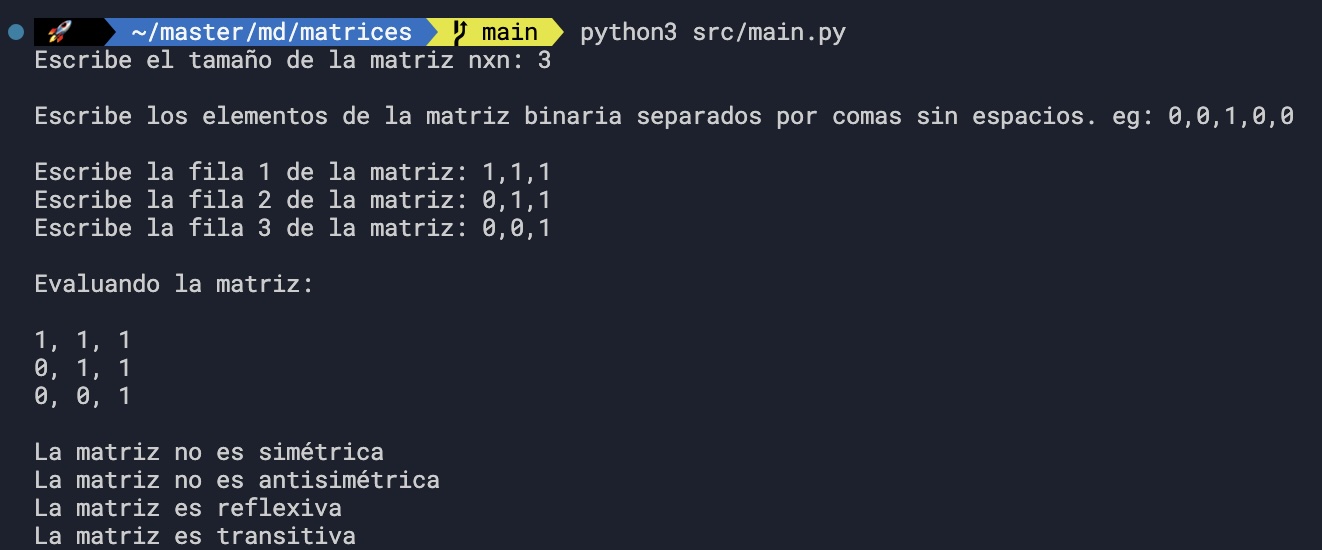 ~/master/md/matrices main python3 src/main.py
Escribe el tamaño de la matriz nxn: 3
Escribe los elementos de la matriz binaria separados por comas sin espacios. eg: 0,0,1,0,0
Escribe la fila 1 de la matriz: 1,1,1
Escribe la fila 2 de la matriz: 0,1,1
Escribe la fila 3 de la matriz: 0,0,1
Evaluando la matriz:
1, 1, 1
0, 1, 1
0, 0, 1
La matriz no es simétrica
La matriz no es antisimétrica
La matriz es reflexiva
La matriz es transitiva